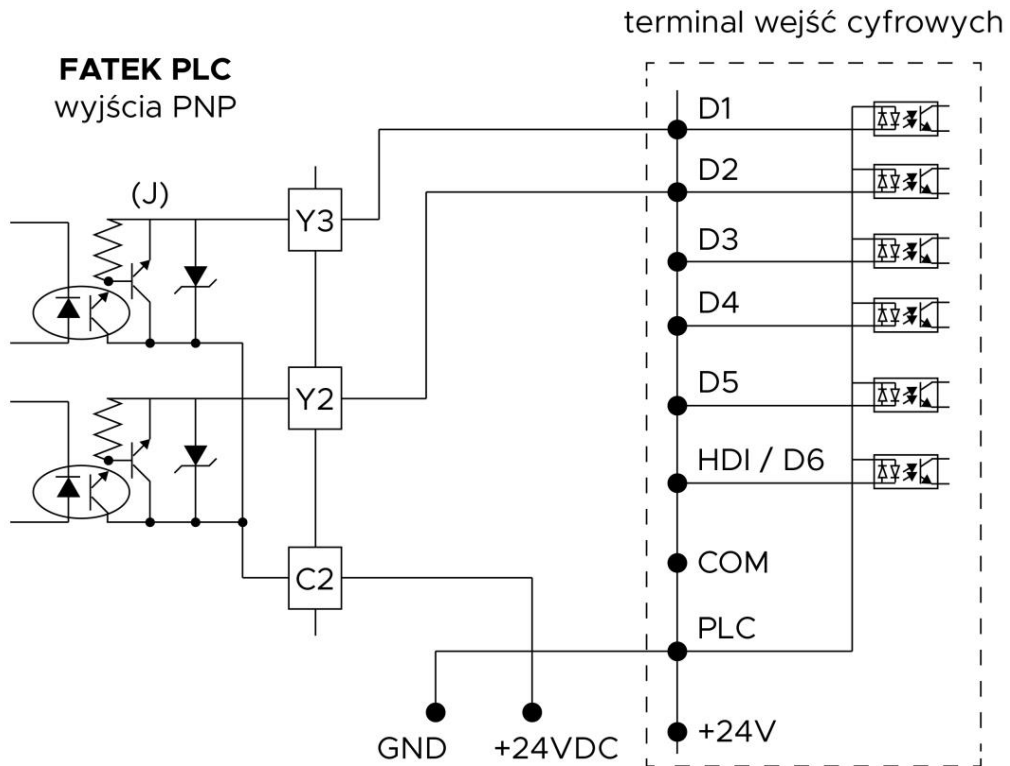 terminal wejść cyfrowych
FATEK PLC
wyjścia PNP
(J)
Y3
Y2
C2
GND
+24VDC
D1
D2
D3
D4
D5
HDI / D6
COM
PLC
+24V